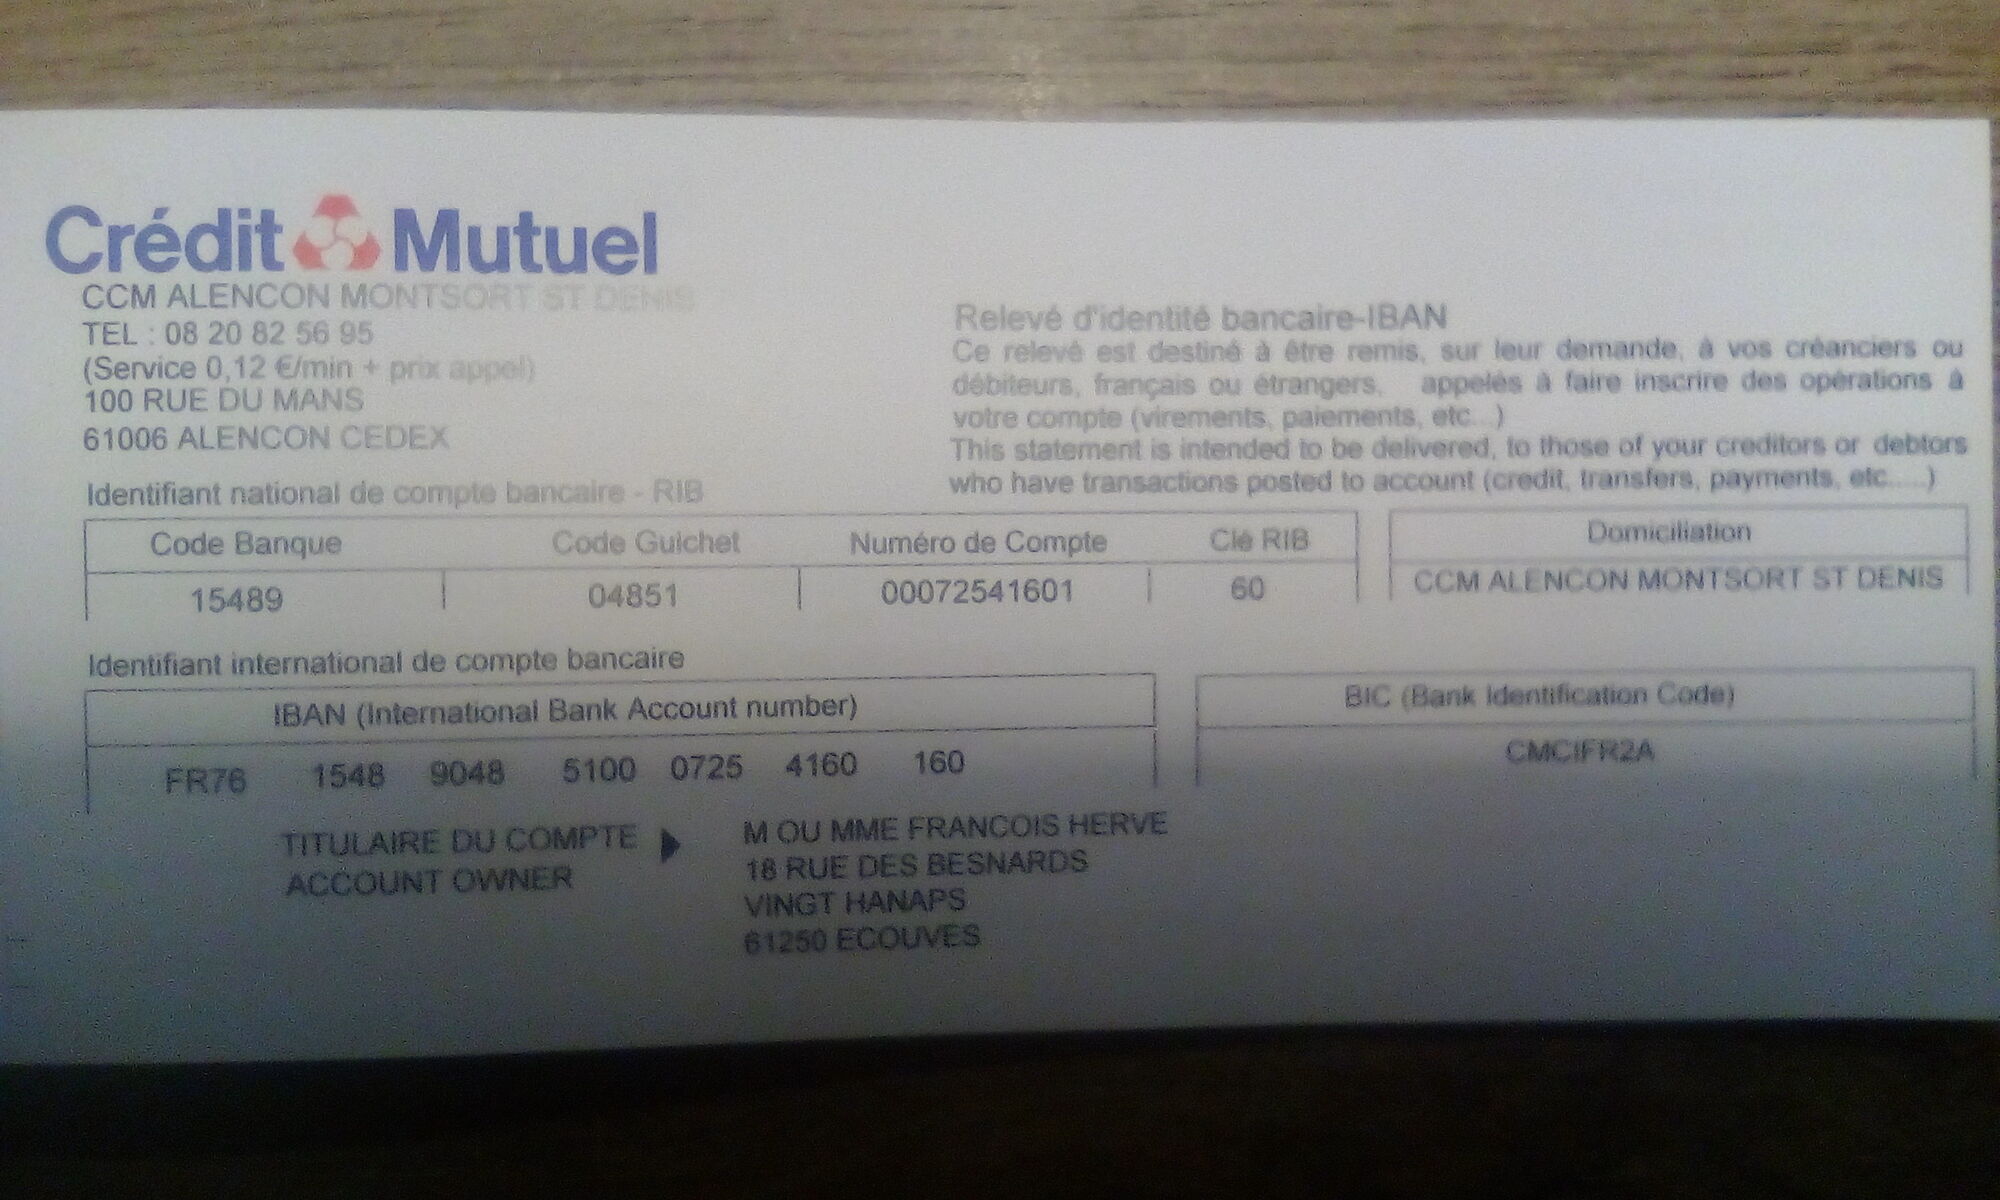 Crédit Mutuel
CCM ALENCON MONTSORT ST DENIS
TEL : 08 20 82 56 95
(Service 0,12 €/min + prix appel)
100 RUE DU MANS
61006 ALENCON CEDEX
Relevé d'identité bancaire-IBAN
Ce relevé est destiné à être remis, sur leur demande, à vos créanciers ou
débiteurs, français ou étrangers, appelés à faire inscrire des opérations à
votre compte (virements, paiements, etc...)
This statement is intended to be delivered, to those of your creditors or debtors
who have transactions posted to account (credit, transfers, payments, etc.....)
Identifiant national de compte bancaire - RIB
Code Banque Code Guichet Numéro de Compte Clé RIB
15489 04851 00072541601 60
Domiciliation
CCM ALENCON MONTSORT ST DENIS
Identifiant international de compte bancaire
IBAN (International Bank Account number)
FR76 1548 9048 5100 0725 4160 160
BIC (Bank Identification Code)
CMCIFR2A
TITULAIRE DU COMPTE
ACCOUNT OWNER
M OU MME FRANCOIS HERVE
18 RUE DES BESNARDS
VINGT HANAPS
61250 ECOUVES